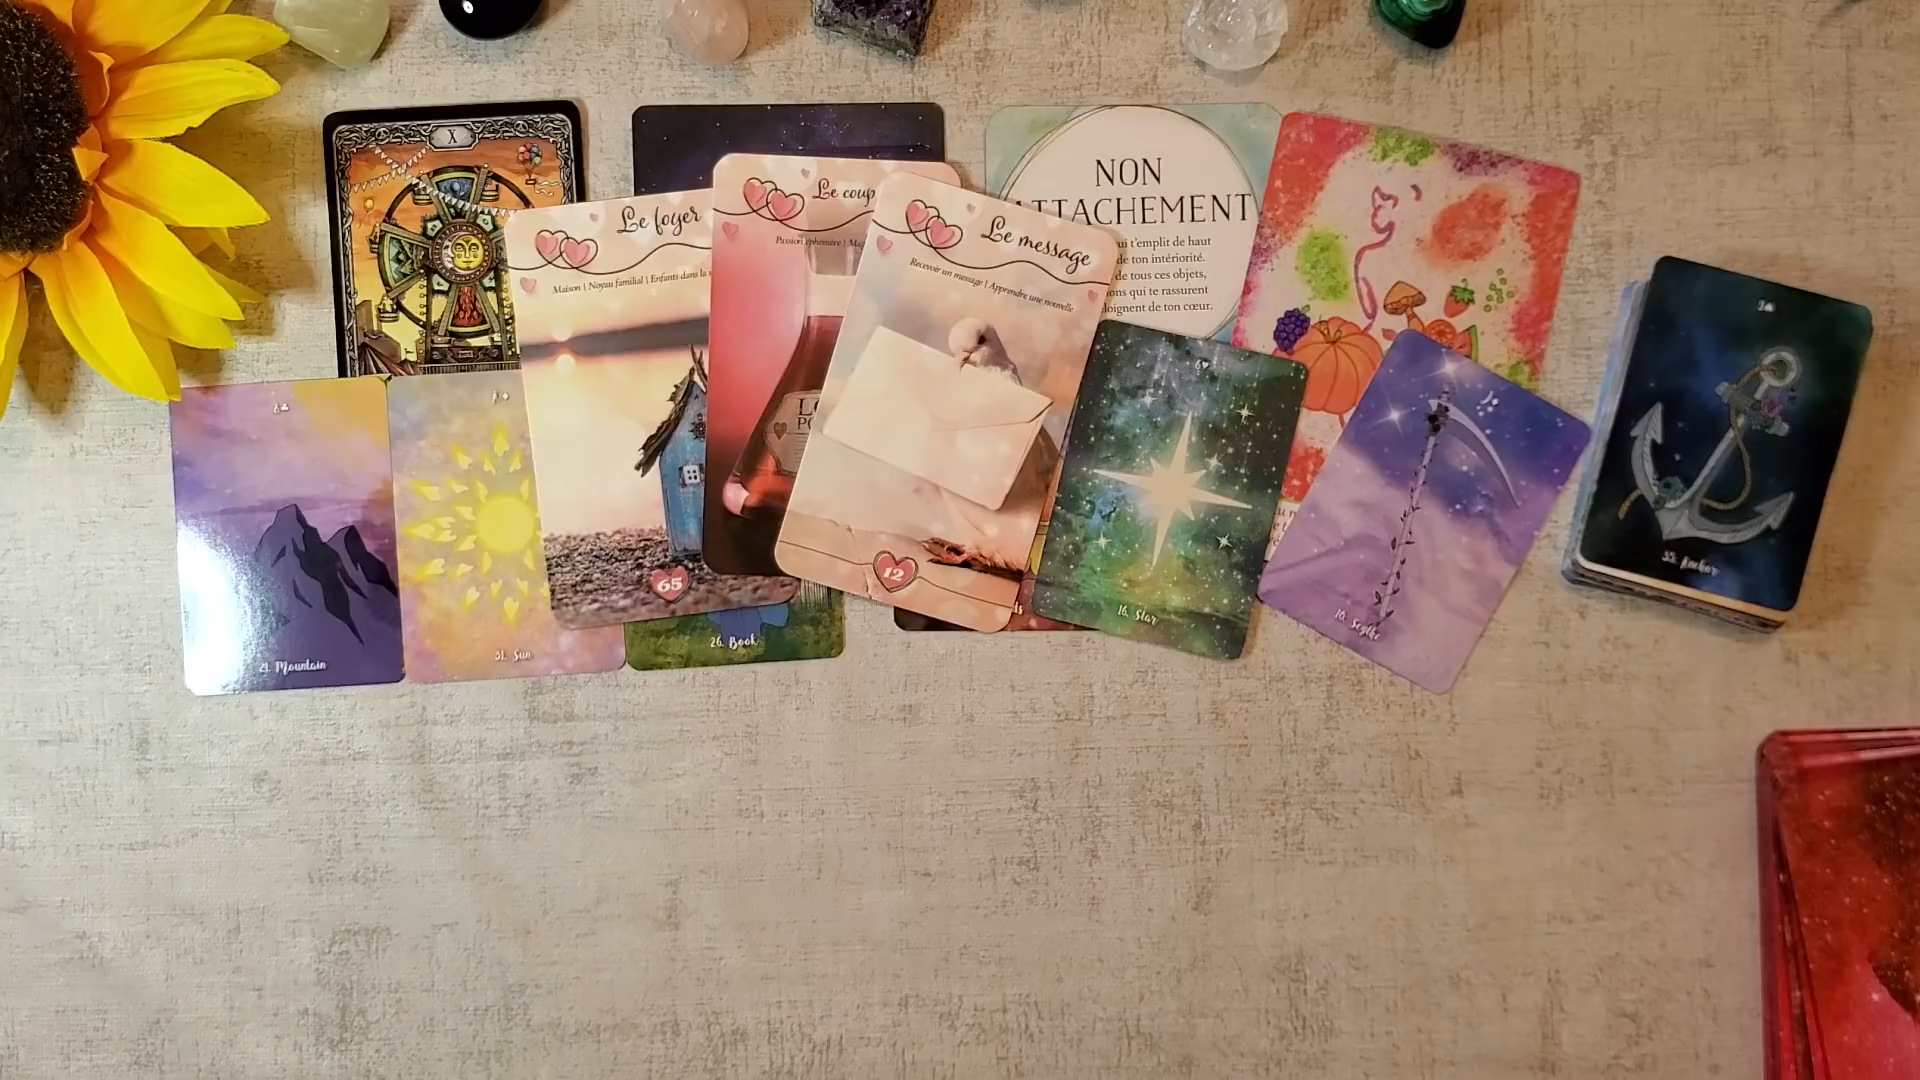 X
Le foyer
Maison | Noyau familial | Enfants dans la
65
Le coup
Passion éphémère |
Le message
Recevoir un message | Apprendre une nouvelle
12
NON
ATTACHEMENT
qui t'emplit de haut
de ton intériorité.
de tous ces objets,
ions qui te rassurent
éloignent de ton cœur.
21. Mountain
31. Sun
26. Book
16. Star
10. Scythe
35. Anchor